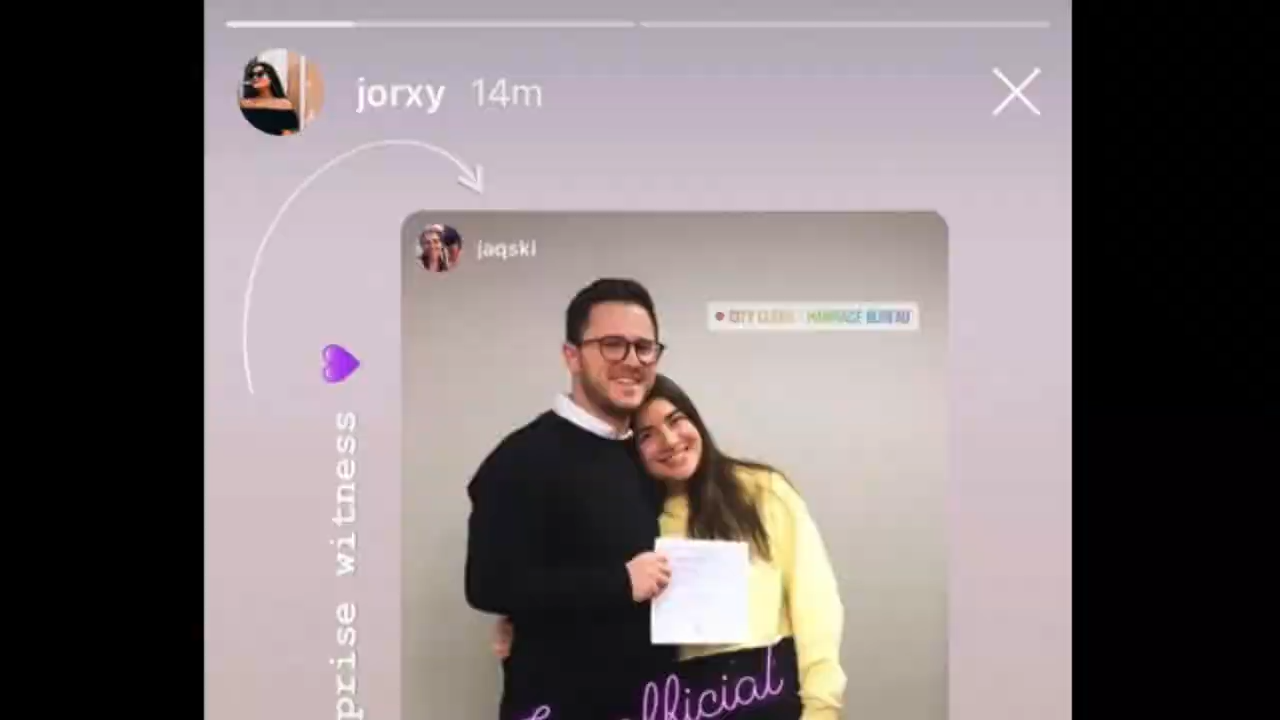 jorxy 14m
jaqski
CITY CLERK - MARRIAGE BUREAU
prise witness
official